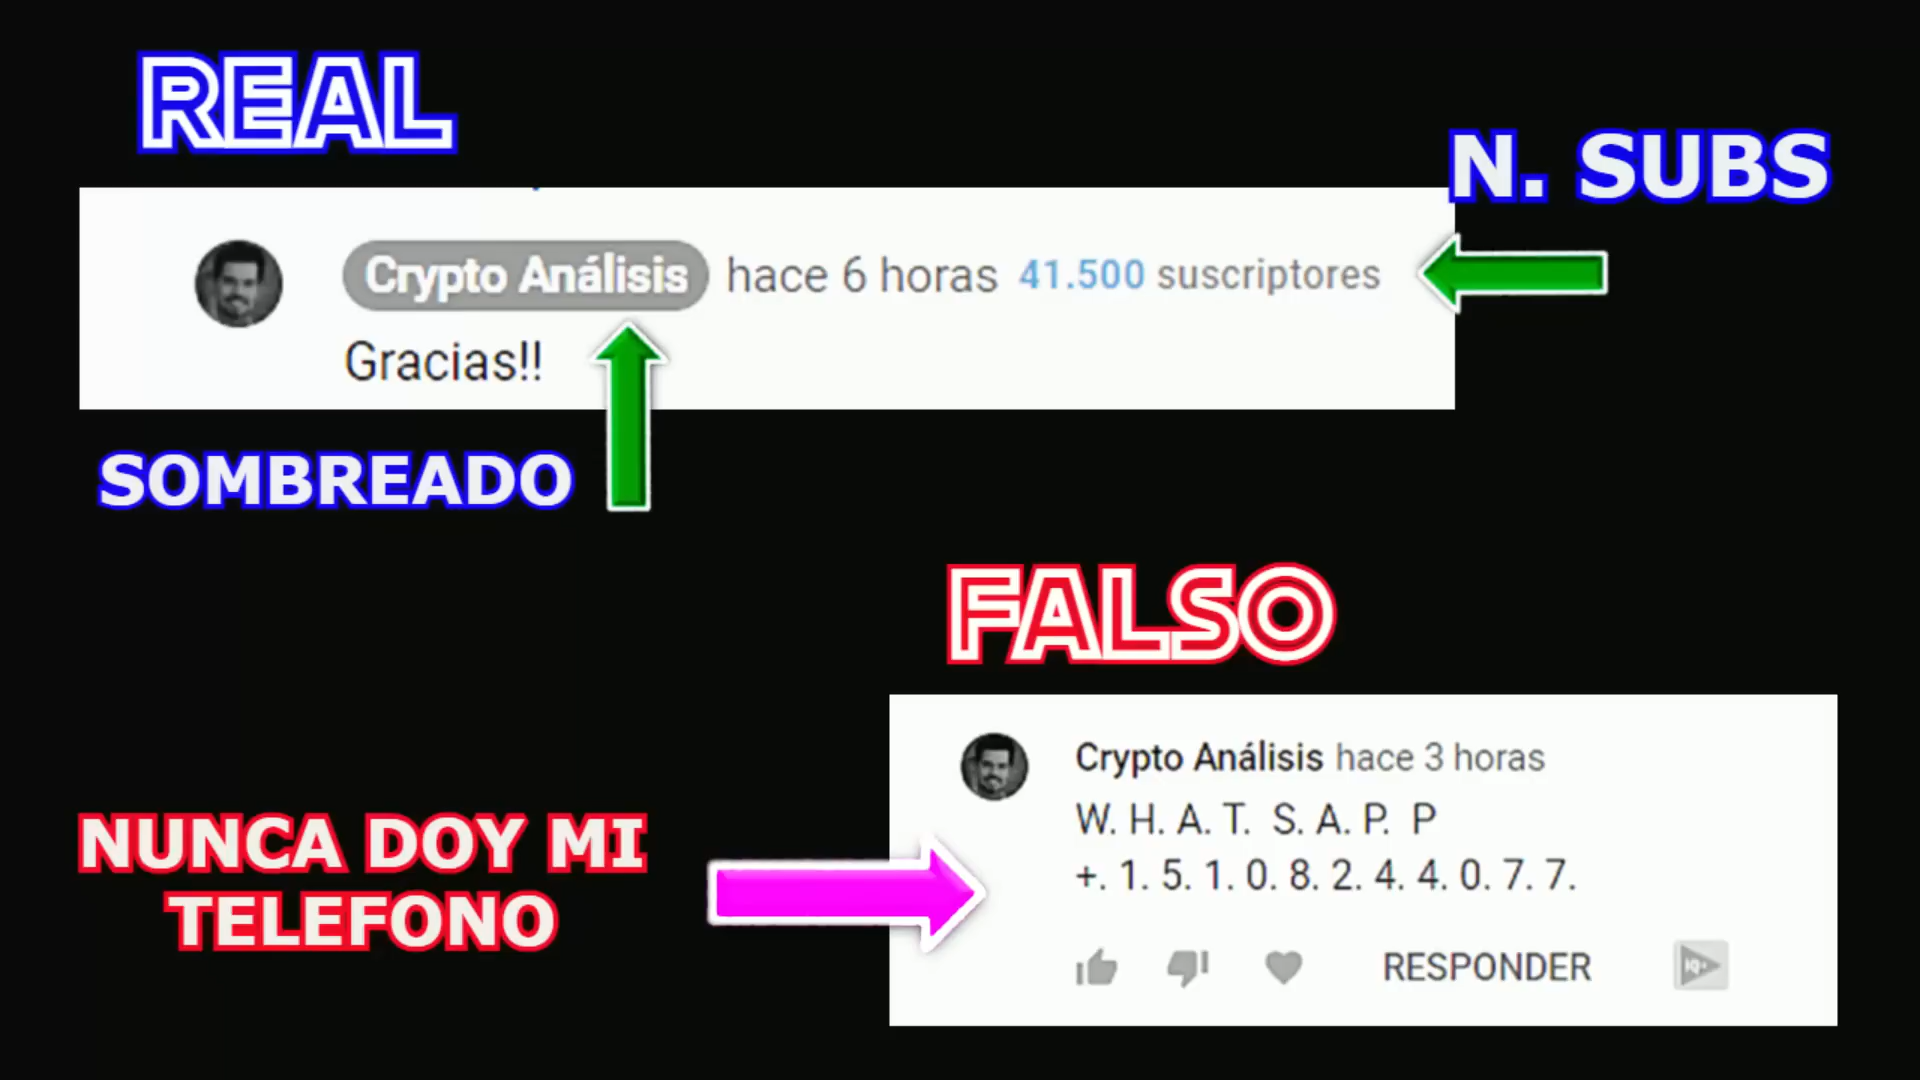 REAL
N. SUBS
Crypto Análisis hace 6 horas 41.500 suscriptores
Gracias!!
SOMBREADO
FALSO
Crypto Análisis hace 3 horas
W. H. A. T. S. A. P. P
+. 1. 5. 1. 0. 8. 2. 4. 4. 0. 7. 7.
NUNCA DOY MI
TELEFONO
RESPONDER
iq+